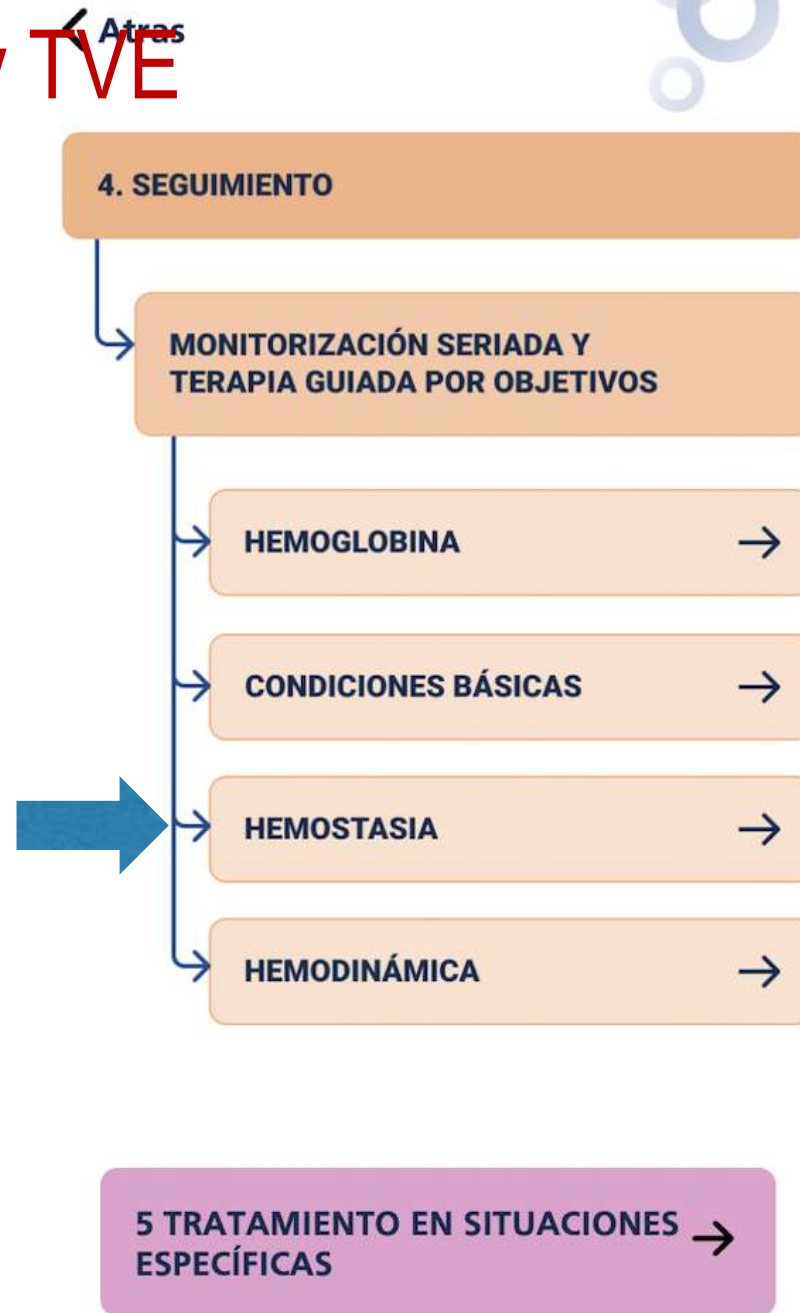 Atras
TVE
4. SEGUIMIENTO
MONITORIZACIÓN SERIADA Y
TERAPIA GUIADA POR OBJETIVOS
HEMOGLOBINA
CONDICIONES BÁSICAS
HEMOSTASIA
HEMODINÁMICA
5 TRATAMIENTO EN SITUACIONES
ESPECÍFICAS